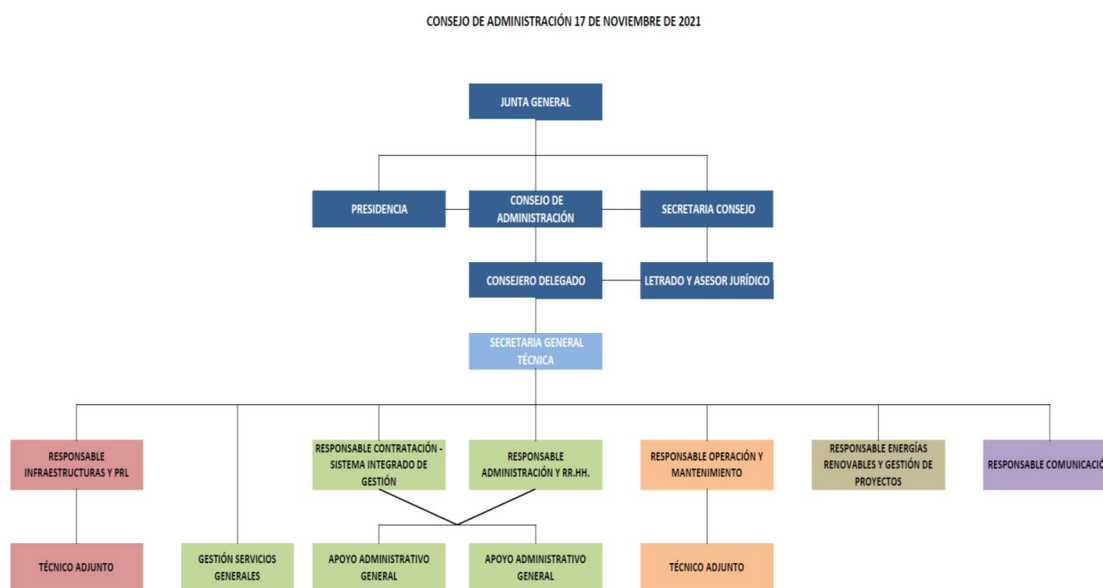 CONSEJO DE ADMINISTRACIÓN 17 DE NOVIEMBRE DE 2021
JUNTA GENERAL
PRESIDENCIA
CONSEJO DE
ADMINISTRACIÓN
SECRETARIA CONSEJO
CONSEJERO DELEGADO
LETRADO Y ASESOR JURÍDICO
SECRETARIA GENERAL
TÉCNICA
RESPONSABLE
INFRAESTRUCTURAS Y PRL
RESPONSABLE CONTRATACIÓN -
SISTEMA INTEGRADO DE
GESTIÓN
RESPONSABLE
ADMINISTRACIÓN Y RR.HH.
RESPONSABLE OPERACIÓN Y
MANTENIMIENTO
RESPONSABLE ENERGÍAS
RENOVABLES Y GESTIÓN DE
PROYECTOS
RESPONSABLE COMUNICACIÓ
TÉCNICO ADJUNTO
GESTIÓN SERVICIOS
GENERALES
APOYO ADMINISTRATIVO
GENERAL
APOYO ADMINISTRATIVO
GENERAL
TÉCNICO ADJUNTO